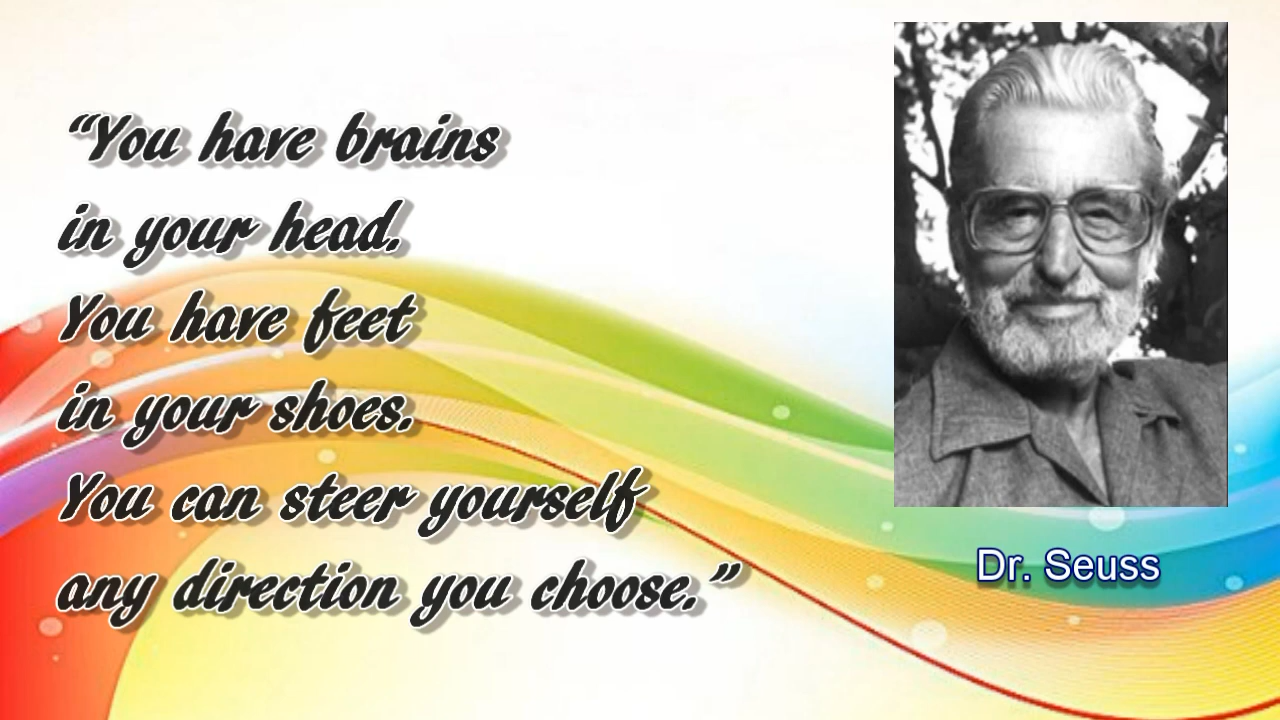 “You have brains
in your head.
You have feet
in your shoes.
You can steer yourself
any direction you choose.”
Dr. Seuss